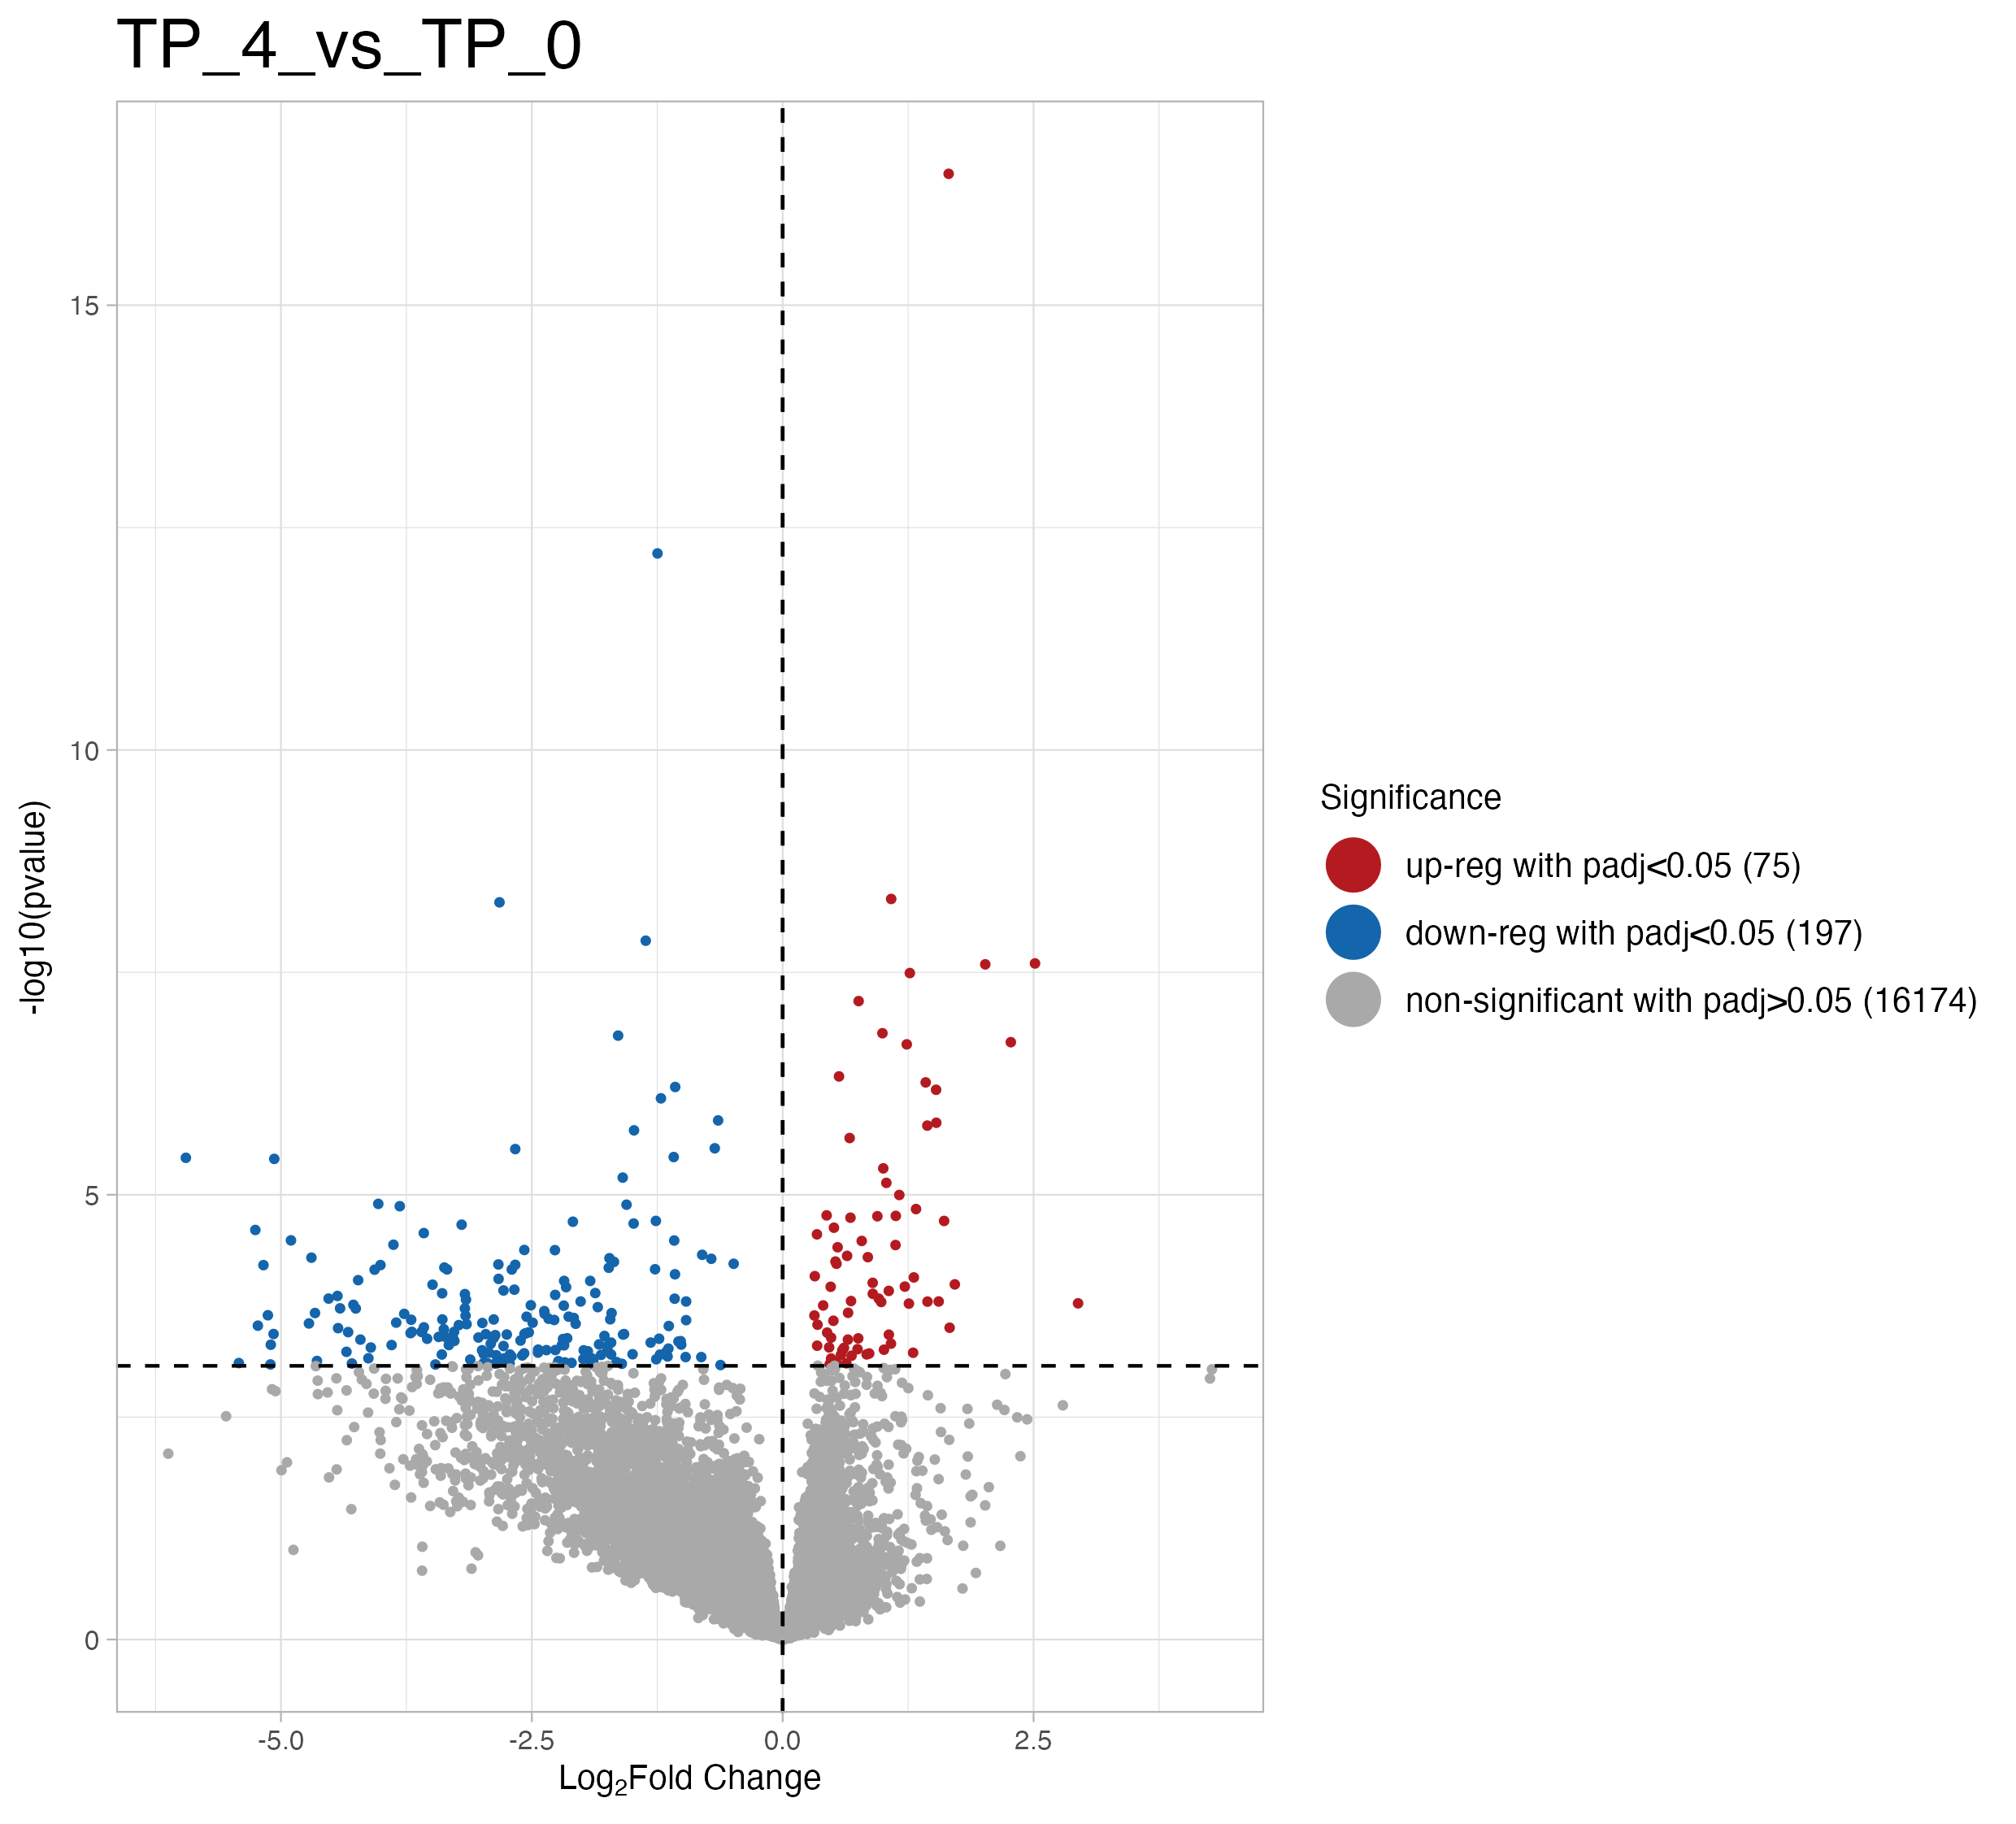 TP_4_vs_TP_0
15
10
5
0
-log10(pvalue)
-5.0
-2.5
0.0
2.5
Log₂Fold Change
Significance
up-reg with padj<0.05 (75)
down-reg with padj<0.05 (197)
non-significant with padj>0.05 (16174)